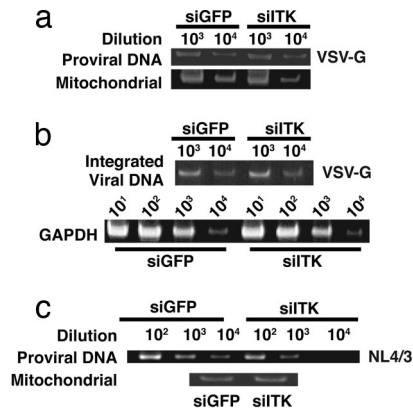 a
siGFP siITK
Dilution 10³ 10⁴ 10³ 10⁴
Proviral DNA VSV-G
Mitochondrial
b
siGFP siITK
10³ 10⁴ 10³ 10⁴
Integrated
Viral DNA VSV-G
10¹ 10² 10³ 10⁴ 10¹ 10² 10³ 10⁴
GAPDH
siGFP siITK
c
siGFP siITK
Dilution 10² 10³ 10⁴ 10² 10³ 10⁴
Proviral DNA NL4/3
Mitochondrial
siGFP siITK